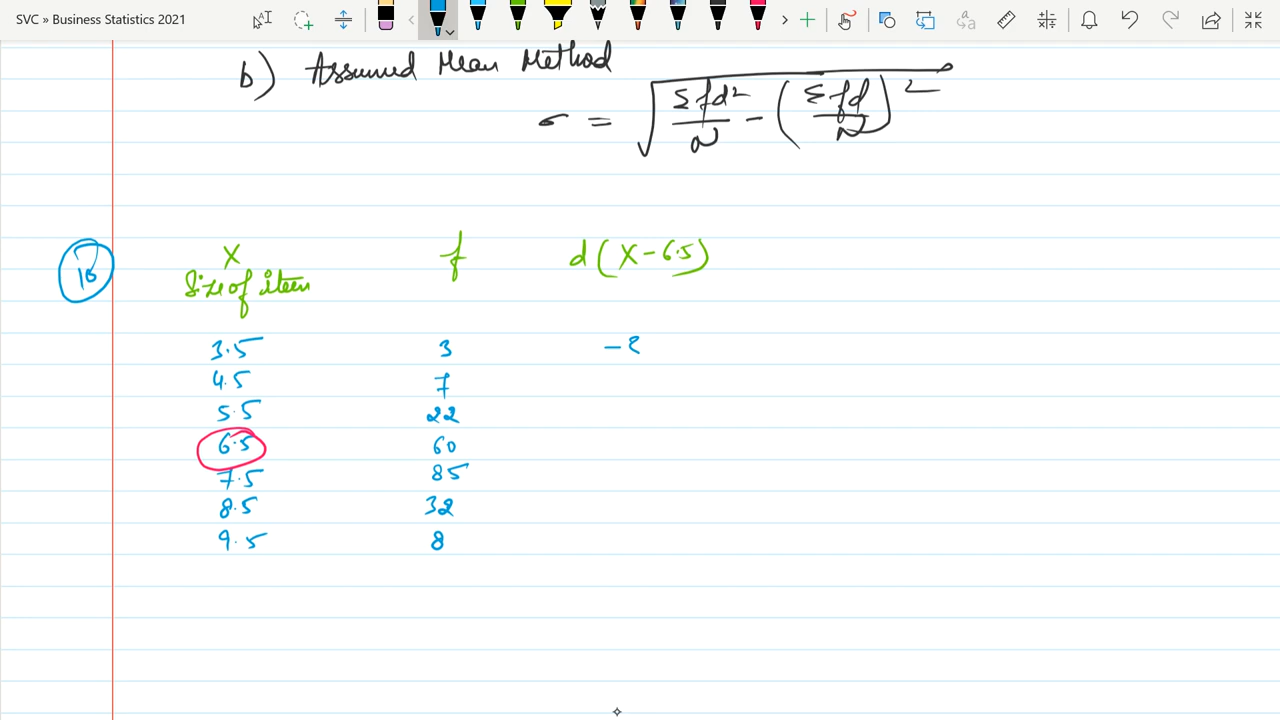 SVC » Business Statistics 2021
b) Assumed Mean Method
σ = √ Σfd²/N - (Σfd/N)²
16 X f d (X-6.5)
Size of item
3.5 3 -2
4.5 7
5.5 22
6.5 60
7.5 85
8.5 32
9.5 8